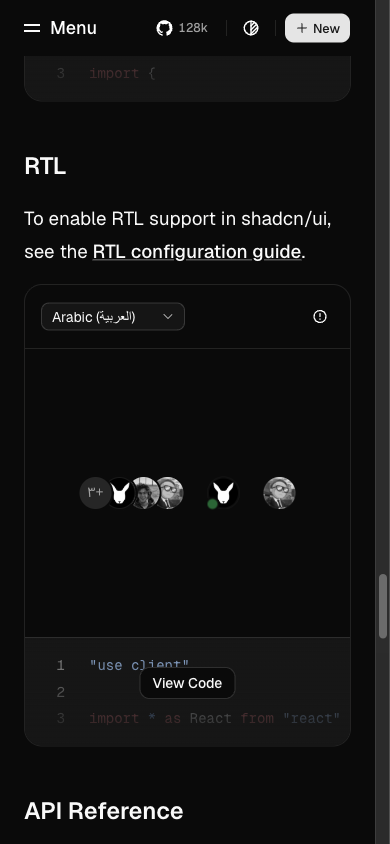 Menu
128k
+ New
3 import {
RTL
To enable RTL support in shadcn/ui,
see the RTL configuration guide.
Arabic (العربية)
+٣
1 "use client"
View Code
2
3 import * as React from "react"
API Reference